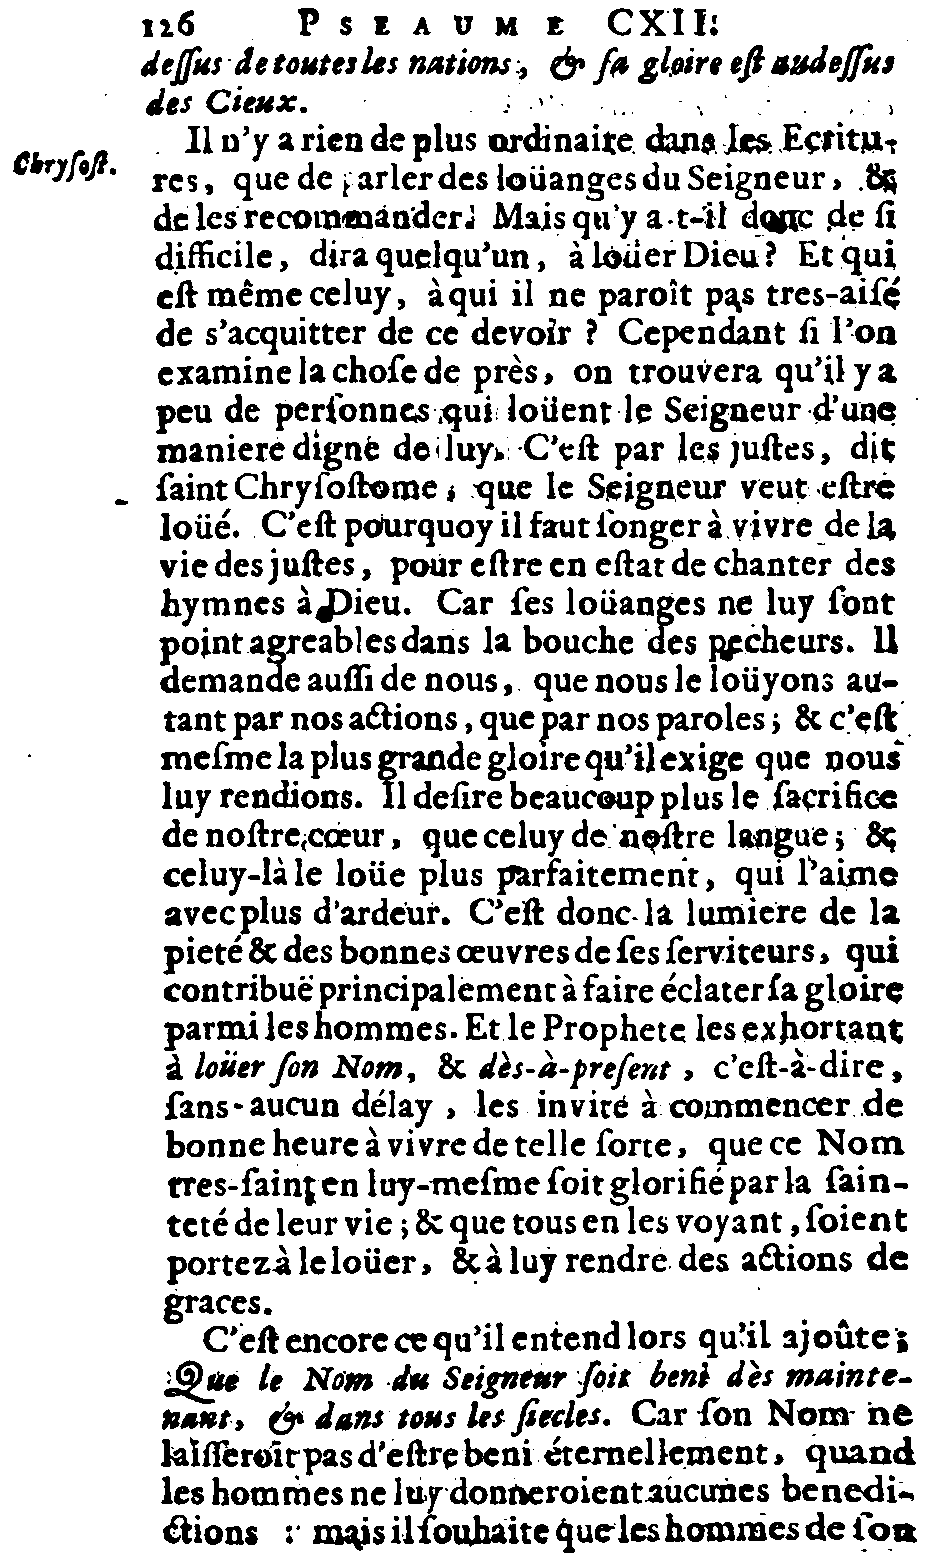 126 PSEAUME CXII.
deſſus de toutes les nations, & ſa gloire eſt audeſſus
des Cieux.
Il n'y a rien de plus ordinaire dans les Ecritu-
Chryſoſt.
res, que de parler des loüanges du Seigneur, &
de les recommander. Mais qu'y a-t-il donc de ſi
difficile, dira quelqu'un, à loüer Dieu? Et qui
eſt même celuy, à qui il ne paroît pas tres-aiſé
de s'acquitter de ce devoir? Cependant ſi l'on
examine la choſe de près, on trouvera qu'il y a
peu de perſonnes qui loüent le Seigneur d'une
maniere digne de luy. C'eſt par les juſtes, dit
ſaint Chryſoſtome, que le Seigneur veut eſtre
loüé. C'eſt pourquoy il faut ſonger à vivre de la
vie des juſtes, pour eſtre en eſtat de chanter des
hymnes à Dieu. Car ſes loüanges ne luy ſont
point agreables dans la bouche des pecheurs. Il
demande auſſi de nous, que nous le loüyons au-
tant par nos actions, que par nos paroles; & c'eſt
meſme la plus grande gloire qu'il exige que nous
luy rendions. Il deſire beaucoup plus le ſacrifice
de noſtre cœur, que celuy de noſtre langue; &
celuy-là le loüe plus parfaitement, qui l'aime
avec plus d'ardeur. C'eſt donc la lumiere de la
pieté & des bonnes œuvres de ſes ſerviteurs, qui
contribuë principalement à faire éclater ſa gloire
parmi les hommes. Et le Prophete les exhortant
à loüer ſon Nom, & dès-à-preſent, c'eſt-à-dire,
ſans aucun délay, les invite à commencer de
bonne heure à vivre de telle ſorte, que ce Nom
tres-ſaint en luy-meſme ſoit glorifié par la ſain-
teté de leur vie; & que tous en les voyant, ſoient
portez à le loüer, & à luy rendre des actions de
graces.
C'eſt encore ce qu'il entend lors qu'il ajoûte;
Que le Nom du Seigneur ſoit beni dès mainte-
nant, & dans tous les ſiecles. Car ſon Nom ne
laiſſeroit pas d'eſtre beni éternellement, quand
les hommes ne luy donneroient aucunes benedi-
ctions : mais il ſouhaite que les hommes de ſon